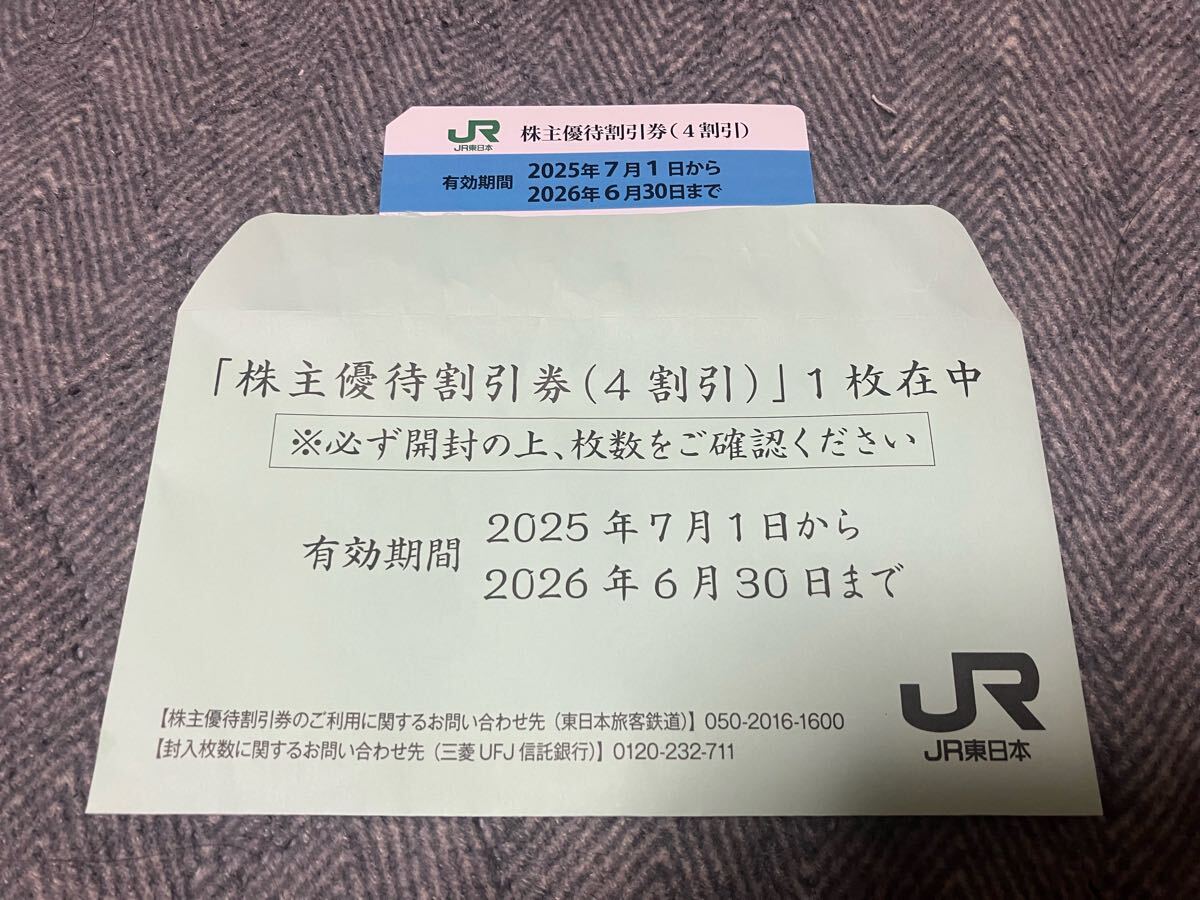 JR 株主優待割引券(4割引)
JR東日本
有効期間 2025年7月1日から
2026年6月30日まで
「株主優待割引券(4割引)」1枚在中
※必ず開封の上、枚数をご確認ください
有効期間 2025年7月1日から
2026年6月30日まで
【株主優待割引券のご利用に関するお問い合わせ先(東日本旅客鉄道)】050-2016-1600
【封入枚数に関するお問い合わせ先(三菱UFJ信託銀行)】0120-232-711
JR
JR東日本